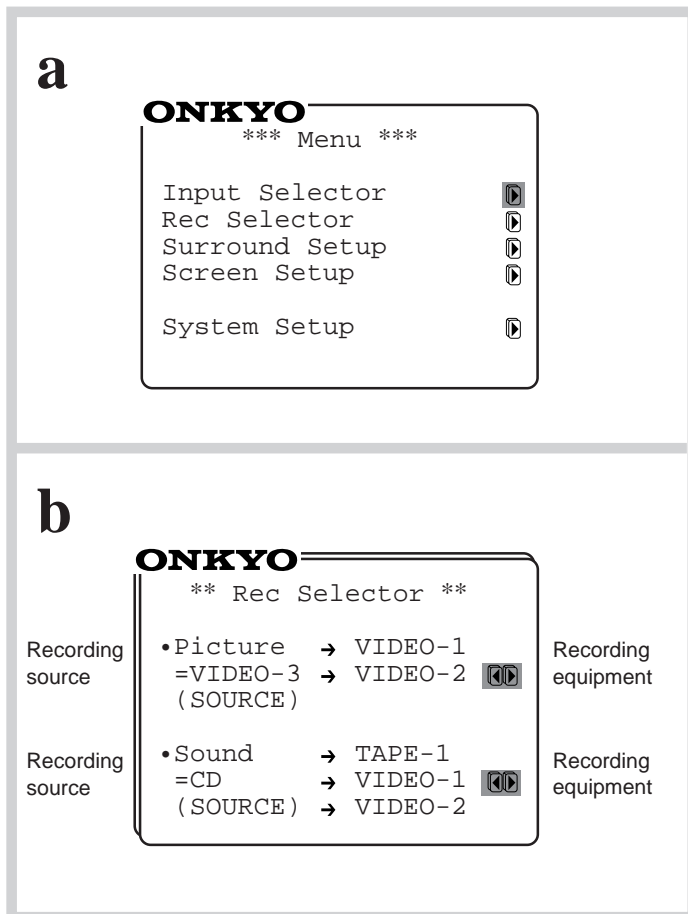 a
ONKYO
*** Menu ***
Input Selector
Rec Selector
Surround Setup
Screen Setup
System Setup
b
ONKYO
** Rec Selector **
Recording
source
•Picture → VIDEO-1
=VIDEO-3 → VIDEO-2
(SOURCE)
Recording
equipment
Recording
source
•Sound → TAPE-1
=CD → VIDEO-1
(SOURCE) → VIDEO-2
Recording
equipment